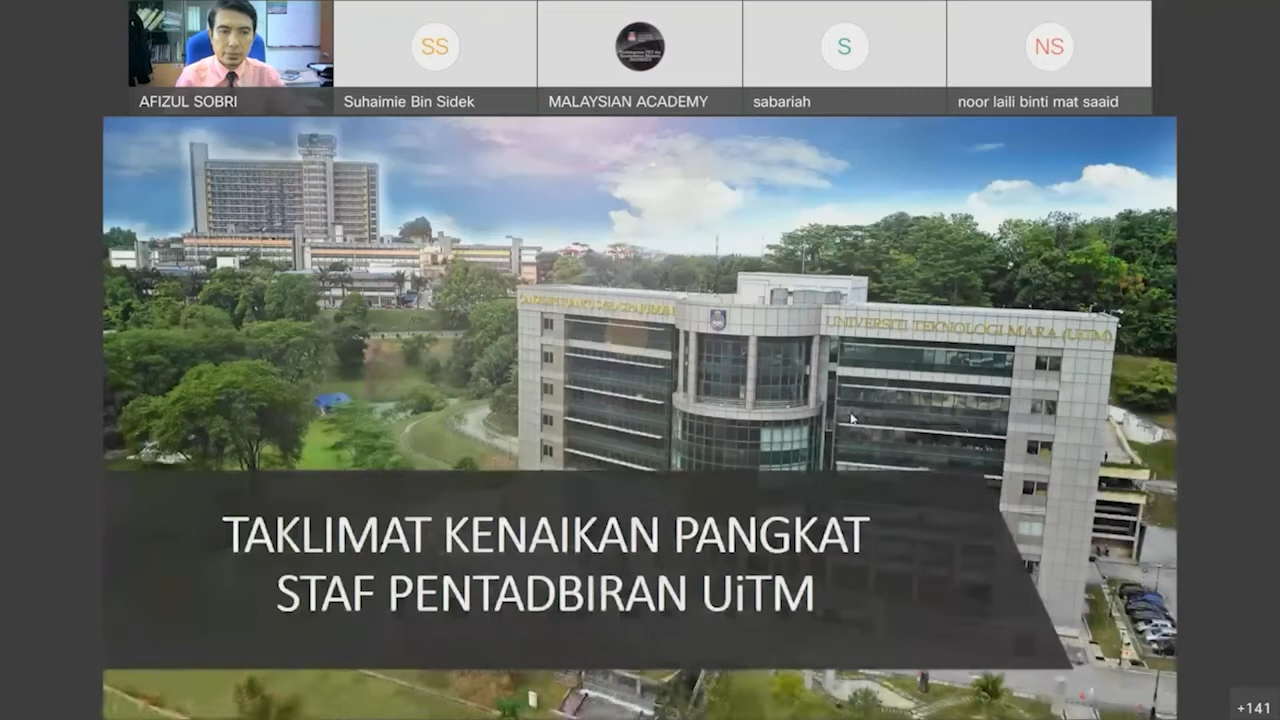 SS
S
NS
AFIZUL SOBRI
Suhaimie Bin Sidek
MALAYSIAN ACADEMY
sabariah
noor laili binti mat saaid
UNIVERSITI TEKNOLOGI MARA (UiTM)
TAKLIMAT KENAIKAN PANGKAT
STAF PENTADBIRAN UiTM
+141